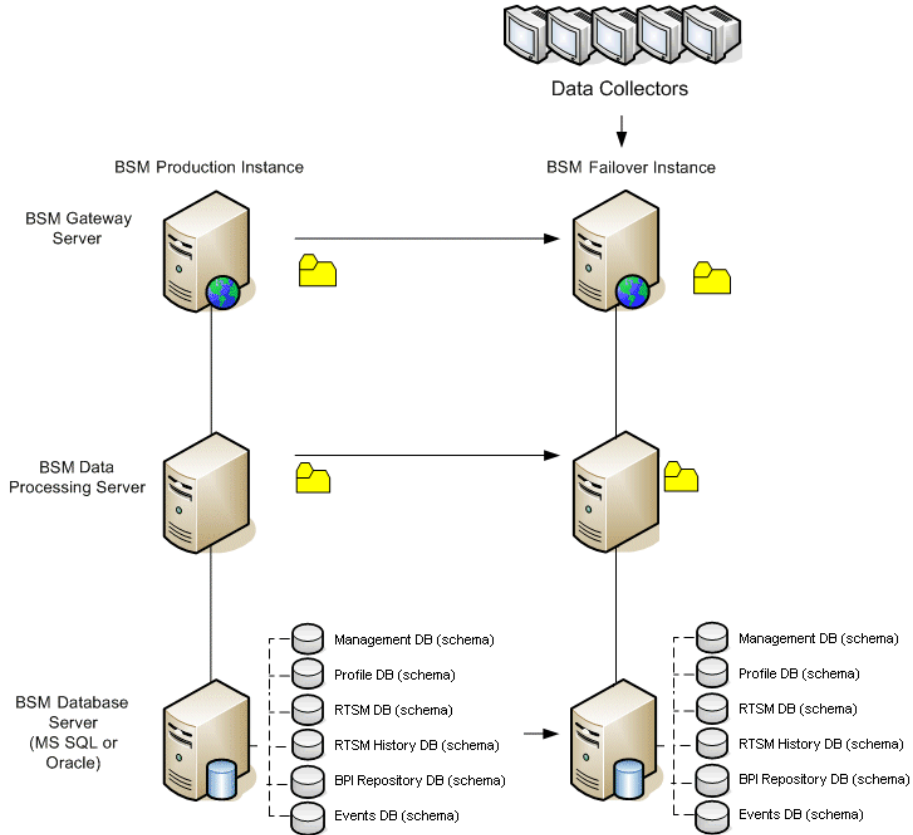 Data Collectors
BSM Production Instance
BSM Failover Instance
BSM Gateway
Server
BSM Data
Processing Server
BSM Database
Server
(MS SQL or
Oracle)
Management DB (schema)
Profile DB (schema)
RTSM DB (schema)
RTSM History DB (schema)
BPI Repository DB (schema)
Events DB (schema)
Management DB (schema)
Profile DB (schema)
RTSM DB (schema)
RTSM History DB (schema)
BPI Repository DB (schema)
Events DB (schema)